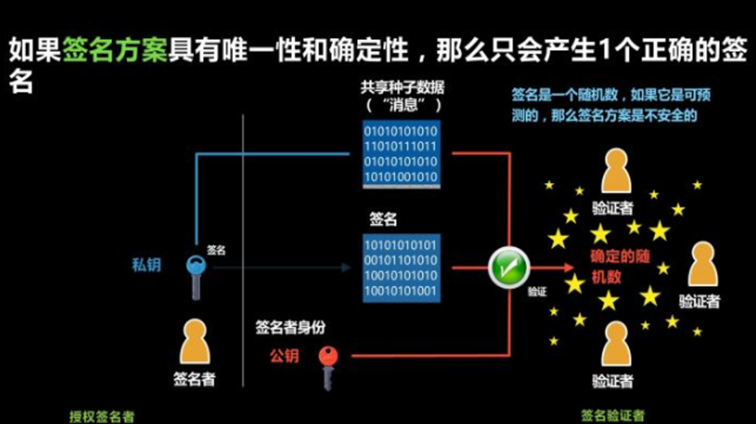 如果签名方案具有唯一性和确定性，那么只会产生1个正确的签
名
共享种子数据
（“消息”）
签名是一个随机数，如果它是可预
测的，那么签名方案是不安全的
01010101010
11010111011
01010101010
10101001010
验证者
签名
签名
私钥
10101010101
00101101010
10010101010
10010101001
确定的随
机数
验证
验证者
签名者身份
公钥
签名者
验证者
授权签名者
签名验证者